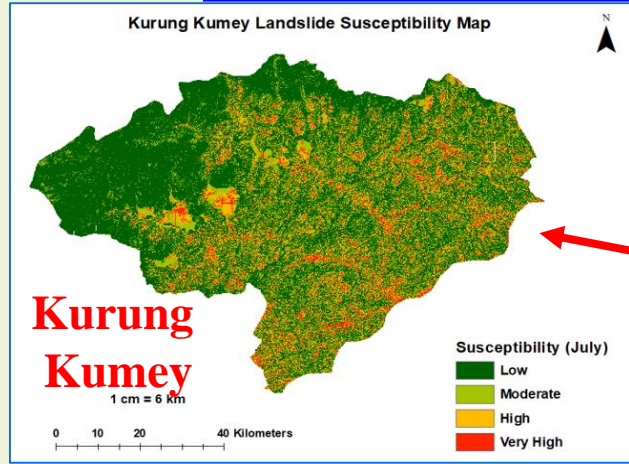 Kurung Kumey Landslide Susceptibility Map
N
Kurung
Kumey
1 cm = 6 km
0 10 20 40 Kilometers
Susceptibility (July)
Low
Moderate
High
Very High